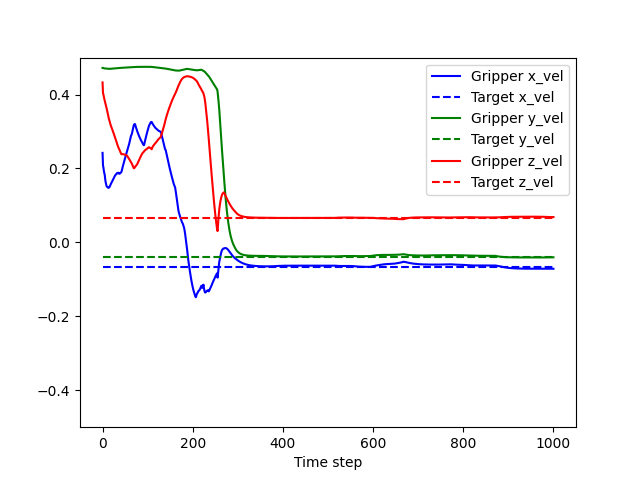 0.4
0.2
0.0
−0.2
−0.4
Gripper x_vel
Target x_vel
Gripper y_vel
Target y_vel
Gripper z_vel
Target z_vel
0 200 400 600 800 1000
Time step